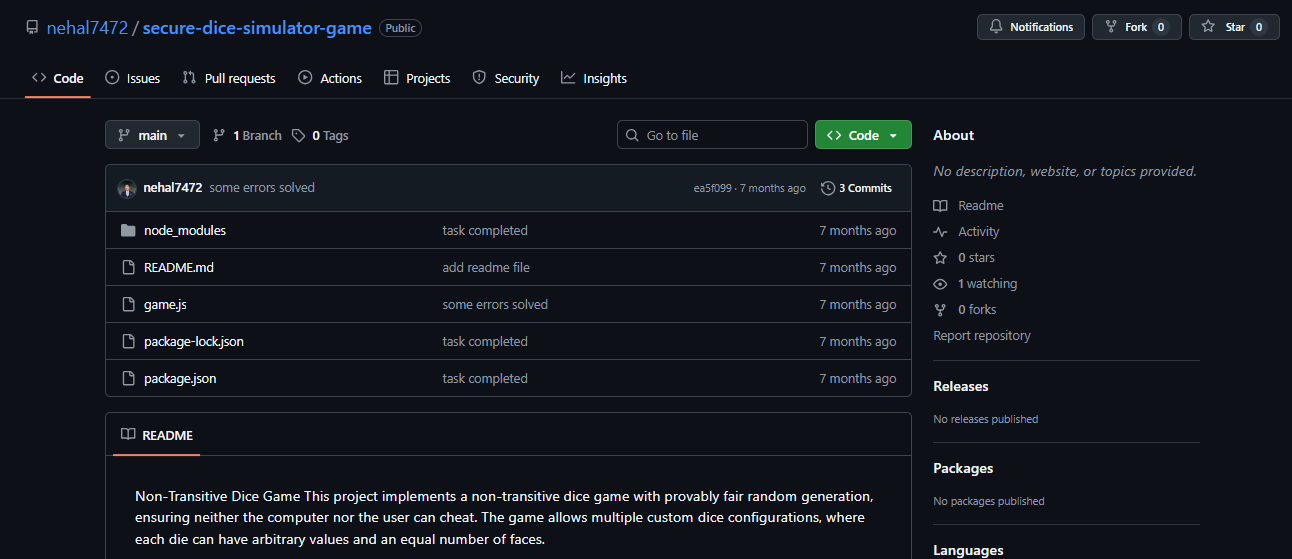 nehal7472 / secure-dice-simulator-game Public
Notifications Fork 0 Star 0
Code Issues Pull requests Actions Projects Security Insights
main 1 Branch 0 Tags Go to file Code
nehal7472 some errors solved ea5f099 · 7 months ago 3 Commits
node_modules task completed 7 months ago
README.md add readme file 7 months ago
game.js some errors solved 7 months ago
package-lock.json task completed 7 months ago
package.json task completed 7 months ago
README
Non-Transitive Dice Game This project implements a non-transitive dice game with provably fair random generation,
ensuring neither the computer nor the user can cheat. The game allows multiple custom dice configurations, where
each die can have arbitrary values and an equal number of faces.
About
No description, website, or topics provided.
Readme
Activity
0 stars
1 watching
0 forks
Report repository
Releases
No releases published
Packages
No packages published
Languages